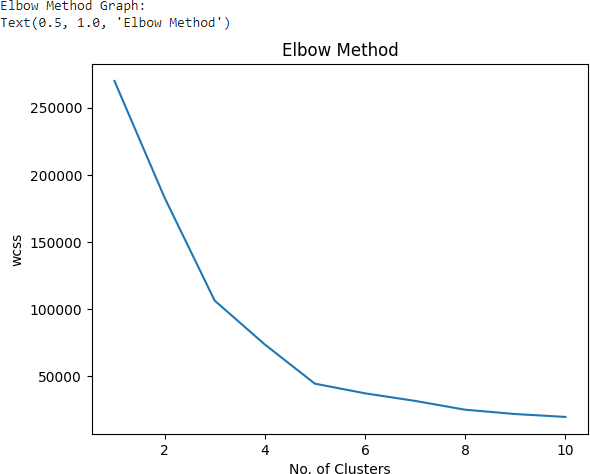 Elbow Method Graph:
Text(0.5, 1.0, 'Elbow Method')
Elbow Method
250000
200000
150000
100000
50000
wcss
2 4 6 8 10
No. of Clusters